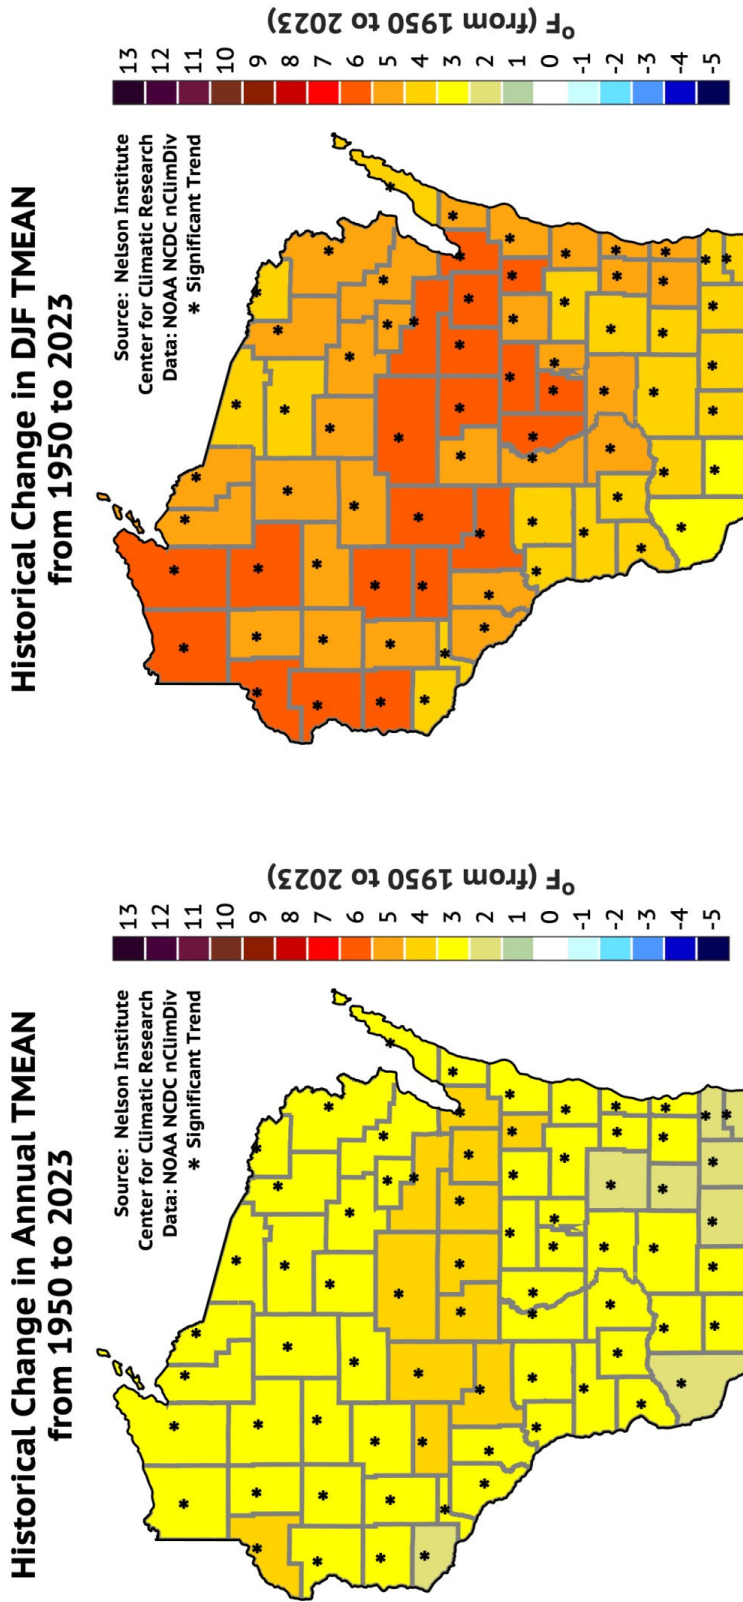 Historical Change in Annual TMEAN
from 1950 to 2023
Source: Nelson Institute
Center for Climatic Research
Data: NOAA NCDC nClimDiv
* Significant Trend
13
12
11
10
9
8
7
6
5
4
3
2
1
0
-1
-2
-3
-4
-5
°F (from 1950 to 2023)
Historical Change in DJF TMEAN
from 1950 to 2023
Source: Nelson Institute
Center for Climatic Research
Data: NOAA NCDC nClimDiv
* Significant Trend
13
12
11
10
9
8
7
6
5
4
3
2
1
0
-1
-2
-3
-4
-5
°F (from 1950 to 2023)